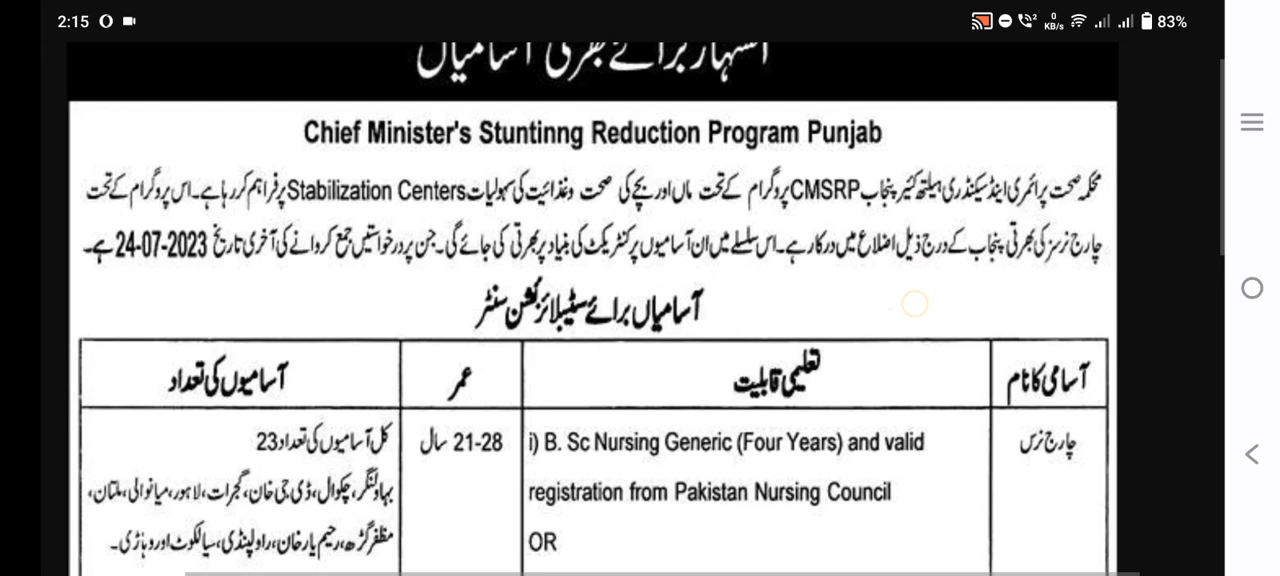 2:15
2
0
KB/s
83%
اشتہار برائے بھرتی آسامیاں
Chief Minister's Stuntinng Reduction Program Punjab
محکمہ صحت پرائمری اینڈ سیکنڈری ہیلتھ کئیر پنجاب CMSRP پروگرام کے تحت ماں اور بچے کی صحت و غذائیت کی سہولیات Stabilization Centers پر فراہم کر رہا ہے۔ اس پروگرام کے تحت
چارج نرسز کی بھرتی پنجاب کے درج ذیل اضلاع میں درکار ہے۔ اس سلسلے میں ان آسامیوں پر کنٹریکٹ کی بنیاد پر بھرتی کی جائے گی۔ جن پر درخواستیں جمع کروانے کی آخری تاریخ 24-07-2023 ہے۔
آسامیاں برائے سٹیبلائزیشن سنٹر
آسامی کا نام
تعلیمی قابلیت
عمر
آسامیوں کی تعداد
چارج نرس
i) B. Sc Nursing Generic (Four Years) and valid
registration from Pakistan Nursing Council
OR
21-28 سال
کل آسامیوں کی تعداد 23
بہاولنگر، چکوال، ڈی جی خان، گجرات، لاہور، میانوالی، ملتان،
مظفر گڑھ، رحیم یار خان، راولپنڈی، سیالکوٹ اور وہاڑی۔